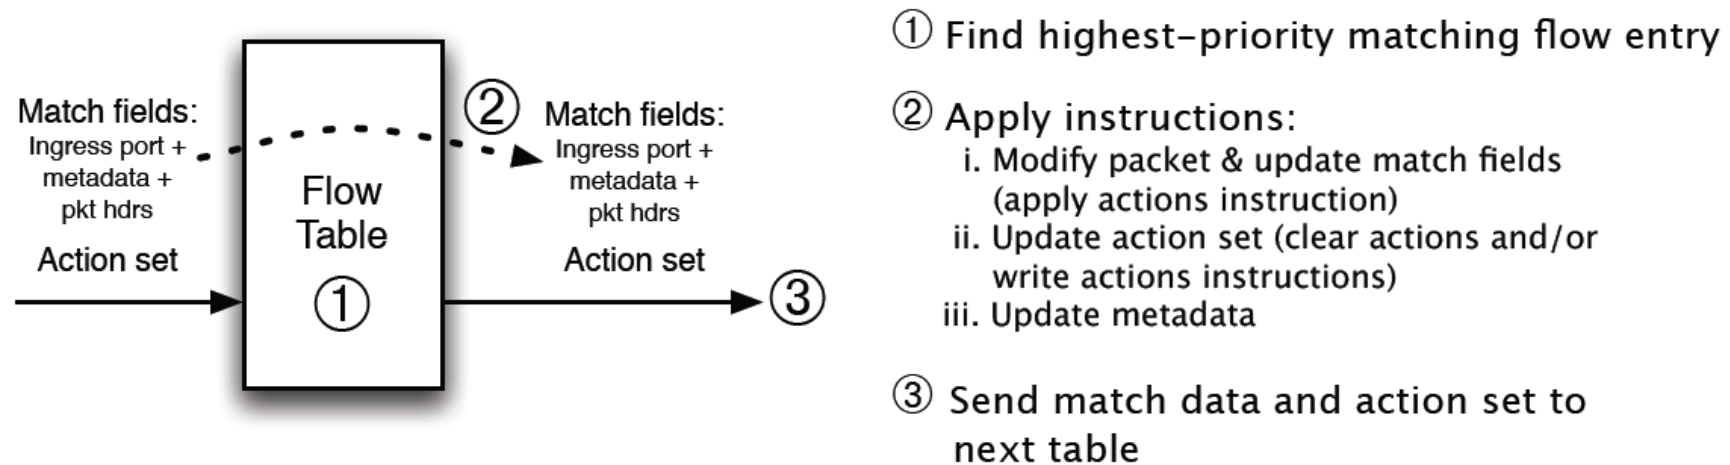 Match fields:
Ingress port +
metadata +
pkt hdrs
Action set
Flow
Table
①
②
Match fields:
Ingress port +
metadata +
pkt hdrs
Action set
③
① Find highest-priority matching flow entry
② Apply instructions:
i. Modify packet & update match fields
(apply actions instruction)
ii. Update action set (clear actions and/or
write actions instructions)
iii. Update metadata
③ Send match data and action set to
next table